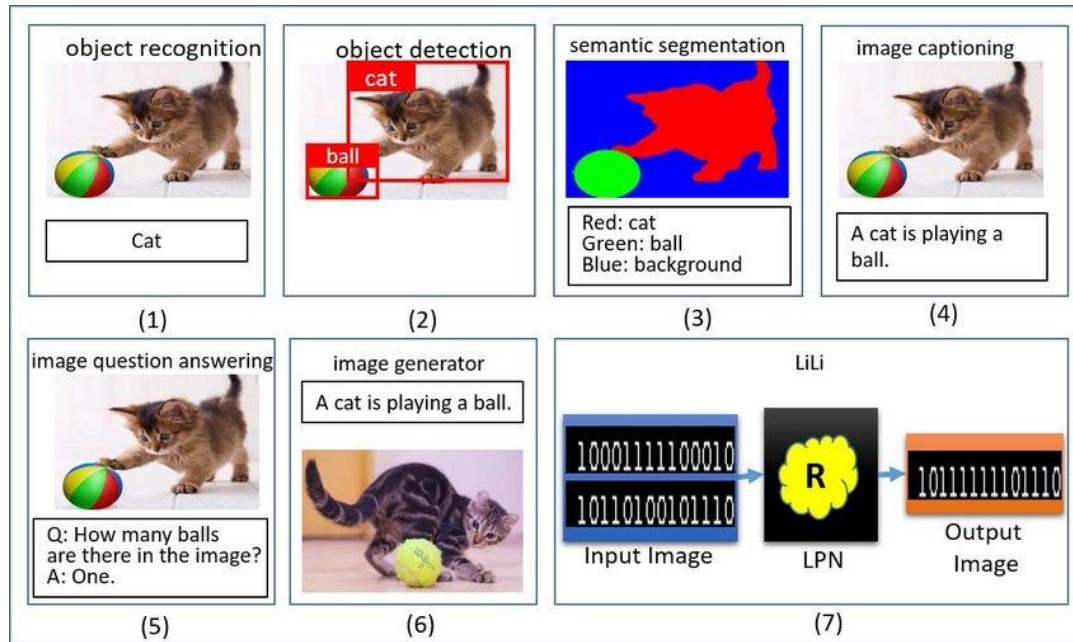 object recognition
Cat
(1)
object detection
cat
ball
(2)
semantic segmentation
Red: cat
Green: ball
Blue: background
(3)
image captioning
A cat is playing a
ball.
(4)
image question answering
Q: How many balls
are there in the image?
A: One.
(5)
image generator
A cat is playing a ball.
(6)
LiLi
10001111100010
10110100101110
Input Image
R
LPN
10111111101110
Output
Image
(7)